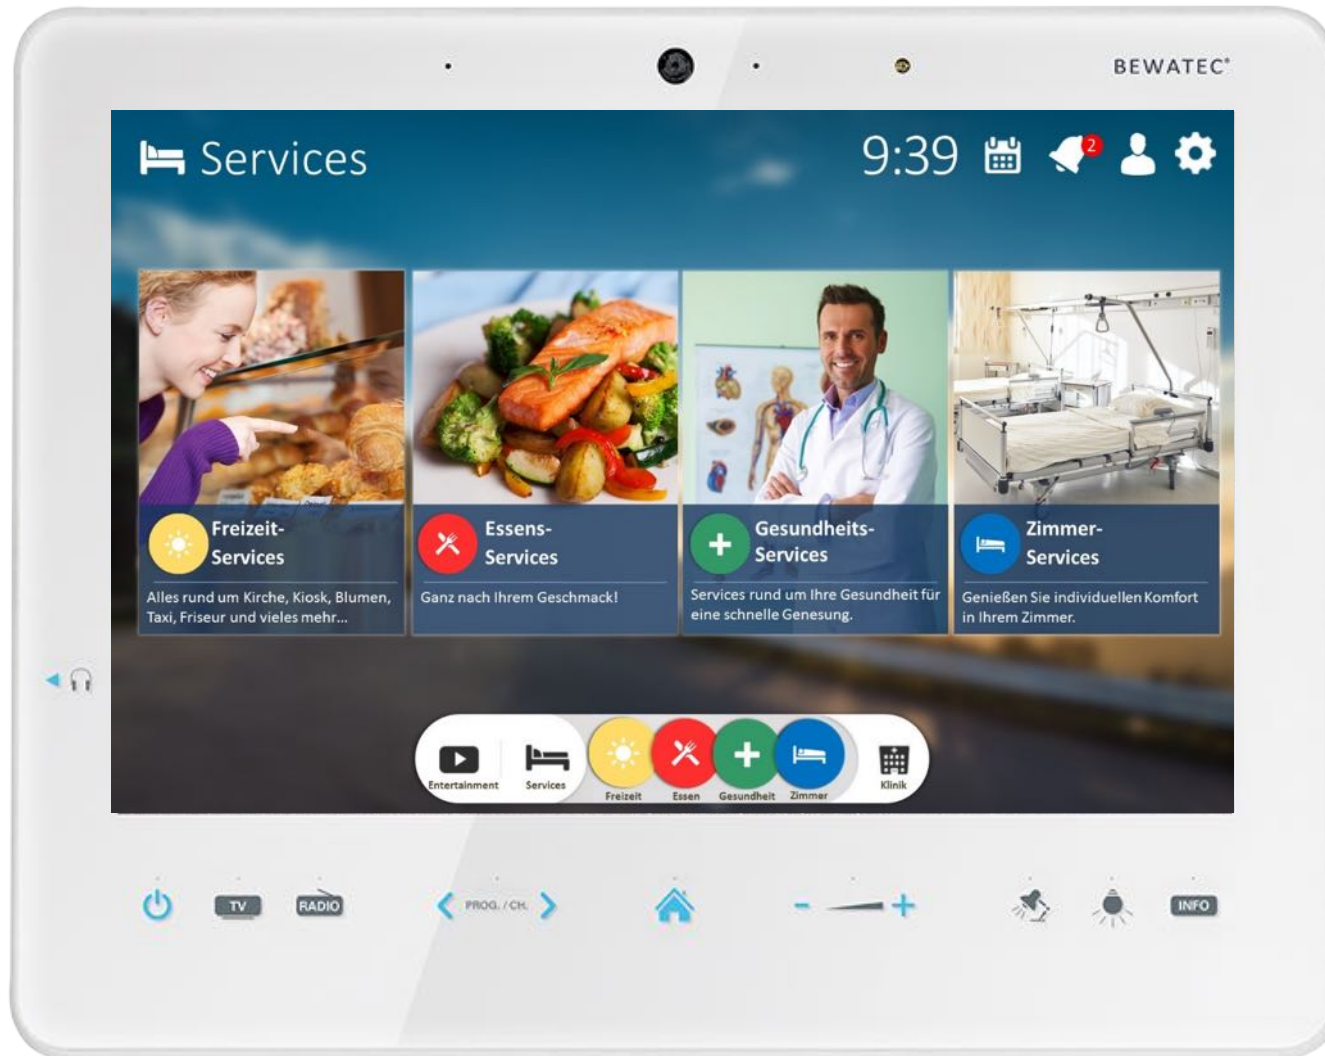 BEWATEC®
Services
9:39
2
Freizeit-
Services
Alles rund um Kirche, Kiosk, Blumen,
Taxi, Friseur und vieles mehr...
Essens-
Services
Ganz nach Ihrem Geschmack!
Gesundheits-
Services
Services rund um Ihre Gesundheit für
eine schnelle Genesung.
Zimmer-
Services
Genießen Sie individuellen Komfort
in Ihrem Zimmer.
Entertainment
Services
Freizeit
Essen
Gesundheit
Zimmer
Klinik
TV
RADIO
PROG. / CH.
- +
INFO